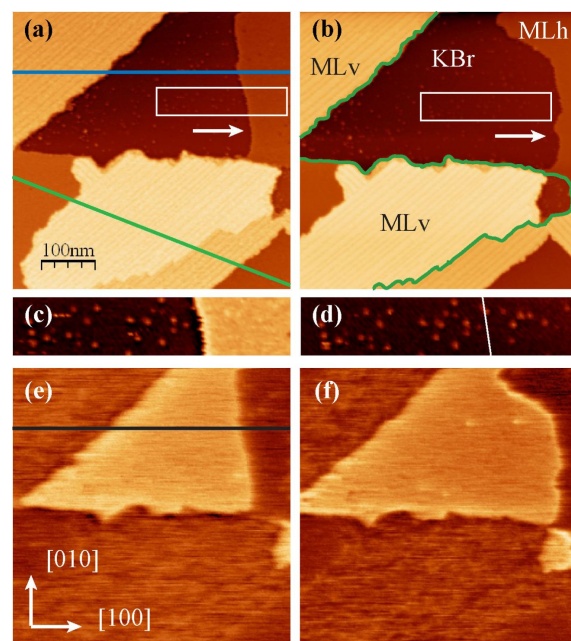 (a)
100nm
(b)
MLh
KBr
MLv
MLv
(c)
(d)
(e)
[010]
[100]
(f)